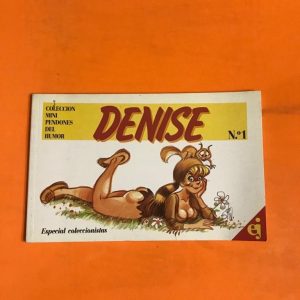 COLECCION
MINI
PENDONES
DEL
HUMOR
DENISE
N.º1
Especial coleccionistas